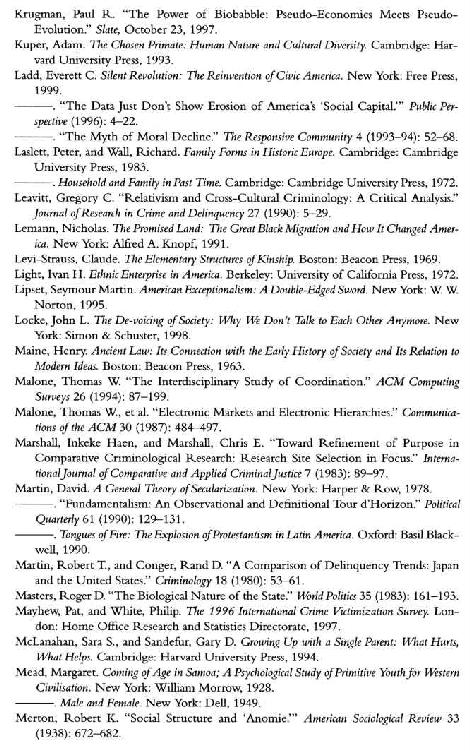 Krugman, Paul R. "The Power of Biobabble: Pseudo-Economics Meets Pseudo-
Evolution." Slate, October 23, 1997.
Kuper, Adam. The Chosen Primate: Human Nature and Cultural Diversity. Cambridge: Har-
vard University Press, 1993.
Ladd, Everett C. Silent Revolution: The Reinvention of Civic America. New York: Free Press,
1999.
———. "The Data Just Don't Show Erosion of America's 'Social Capital.'" Public Per-
spective (1996): 4–22.
———. "The Myth of Moral Decline." The Responsive Community 4 (1993–94): 52–68.
Laslett, Peter, and Wall, Richard. Family Forms in Historic Europe. Cambridge: Cambridge
University Press, 1983.
———. Household and Family in Past Time. Cambridge: Cambridge University Press, 1972.
Leavitt, Gregory C. "Relativism and Cross-Cultural Criminology: A Critical Analysis."
Journal of Research in Crime and Delinquency 27 (1990): 5–29.
Lemann, Nicholas. The Promised Land: The Great Black Migration and How It Changed Amer-
ica. New York: Alfred A. Knopf, 1991.
Levi-Strauss, Claude. The Elementary Structures of Kinship. Boston: Beacon Press, 1969.
Light, Ivan H. Ethnic Enterprise in America. Berkeley: University of California Press, 1972.
Lipset, Seymour Martin. American Exceptionalism: A Double-Edged Sword. New York: W. W.
Norton, 1995.
Locke, John L. The De-voicing of Society: Why We Don't Talk to Each Other Anymore. New
York: Simon & Schuster, 1998.
Maine, Henry. Ancient Law: Its Connection with the Early History of Society and Its Relation to
Modern Ideas. Boston: Beacon Press, 1963.
Malone, Thomas W. "The Interdisciplinary Study of Coordination." ACM Computing
Surveys 26 (1994): 87–199.
Malone, Thomas W., et al. "Electronic Markets and Electronic Hierarchies." Communica-
tions of the ACM 30 (1987): 484–497.
Marshall, Inkeke Haen, and Marshall, Chris E. "Toward Refinement of Purpose in
Comparative Criminological Research: Research Site Selection in Focus." Interna-
tional Journal of Comparative and Applied Criminal Justice 7 (1983): 89–97.
Martin, David. A General Theory of Secularization. New York: Harper & Row, 1978.
———. "Fundamentalism: An Observational and Definitional Tour d'Horizon." Political
Quarterly 61 (1990): 129–131.
———. Tongues of Fire: The Explosion of Protestantism in Latin America. Oxford: Basil Black-
well, 1990.
Martin, Robert T., and Conger, Rand D. "A Comparison of Delinquency Trends: Japan
and the United States." Criminology 18 (1980): 53–61.
Masters, Roger D. "The Biological Nature of the State." World Politics 35 (1983): 161–193.
Mayhew, Pat, and White, Philip. The 1996 International Crime Victimization Survey. Lon-
don: Home Office Research and Statistics Directorate, 1997.
McLanahan, Sara S., and Sandefur, Gary D. Growing Up with a Single Parent: What Hurts,
What Helps. Cambridge: Harvard University Press, 1994.
Mead, Margaret. Coming of Age in Samoa; A Psychological Study of Primitive Youth for Western
Civilisation. New York: William Morrow, 1928.
———. Male and Female. New York: Dell, 1949.
Merton, Robert K. "Social Structure and 'Anomie.'" American Sociological Review 33
(1938): 672–682.